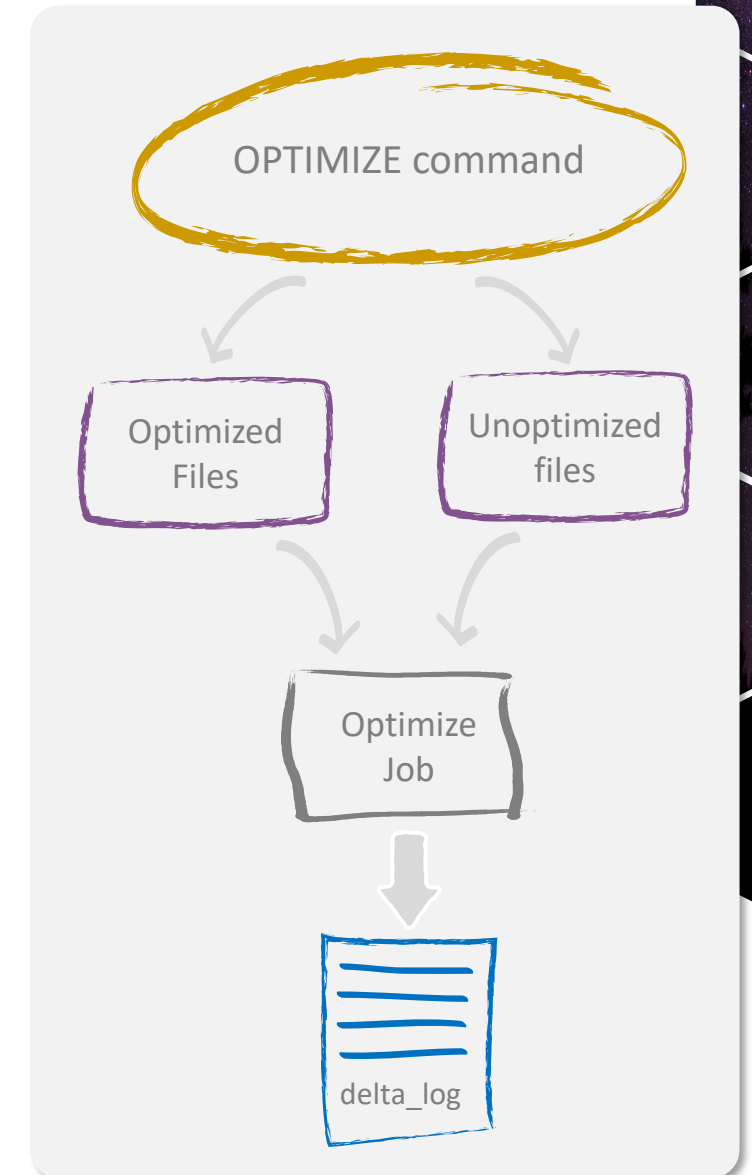 OPTIMIZE command
Optimized
Files
Unoptimized
files
Optimize
Job
delta_log